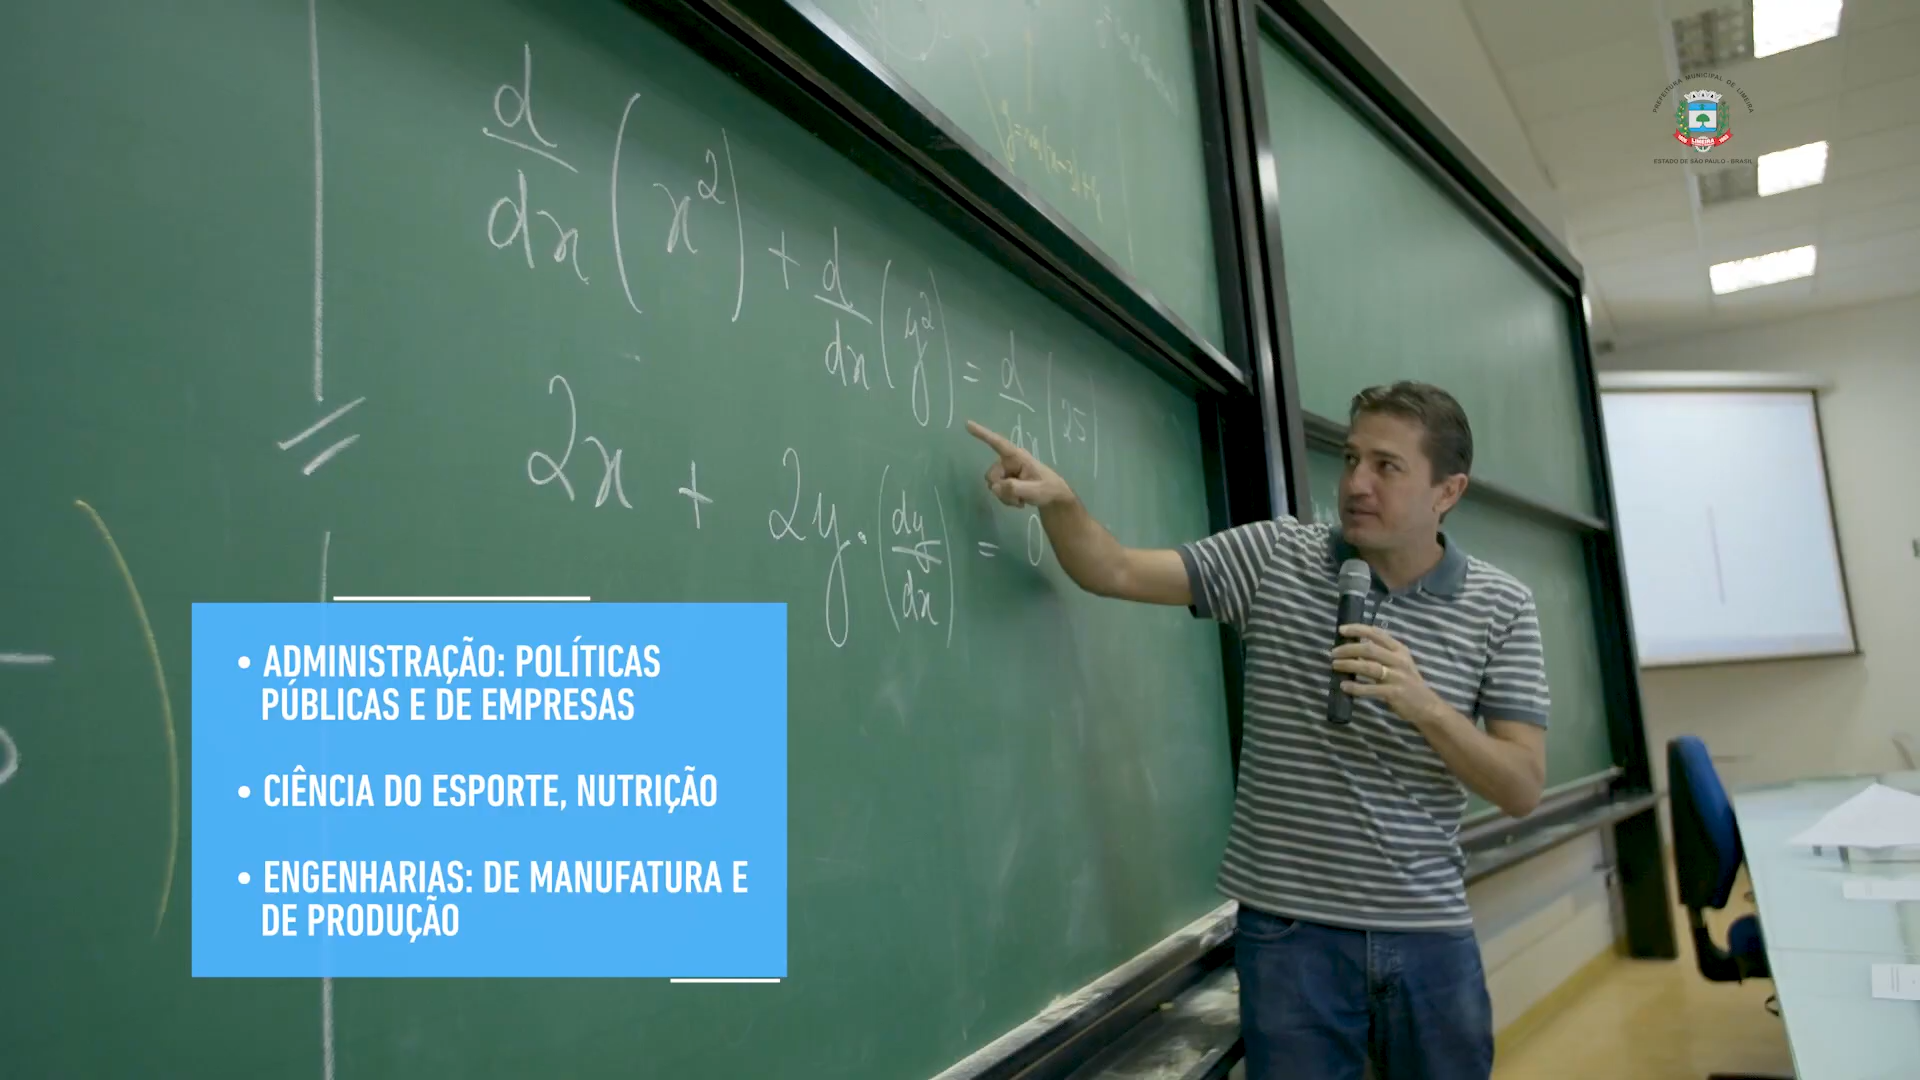 d/dx (x²) + d/dx (y²) = d/dx (25)
2x + 2y · (dy/dx) = 0
PREFEITURA MUNICIPAL DE LIMEIRA
LIMEIRA
ESTADO DE SÃO PAULO - BRASIL
• ADMINISTRAÇÃO: POLÍTICAS
PÚBLICAS E DE EMPRESAS
• CIÊNCIA DO ESPORTE, NUTRIÇÃO
• ENGENHARIAS: DE MANUFATURA E
DE PRODUÇÃO